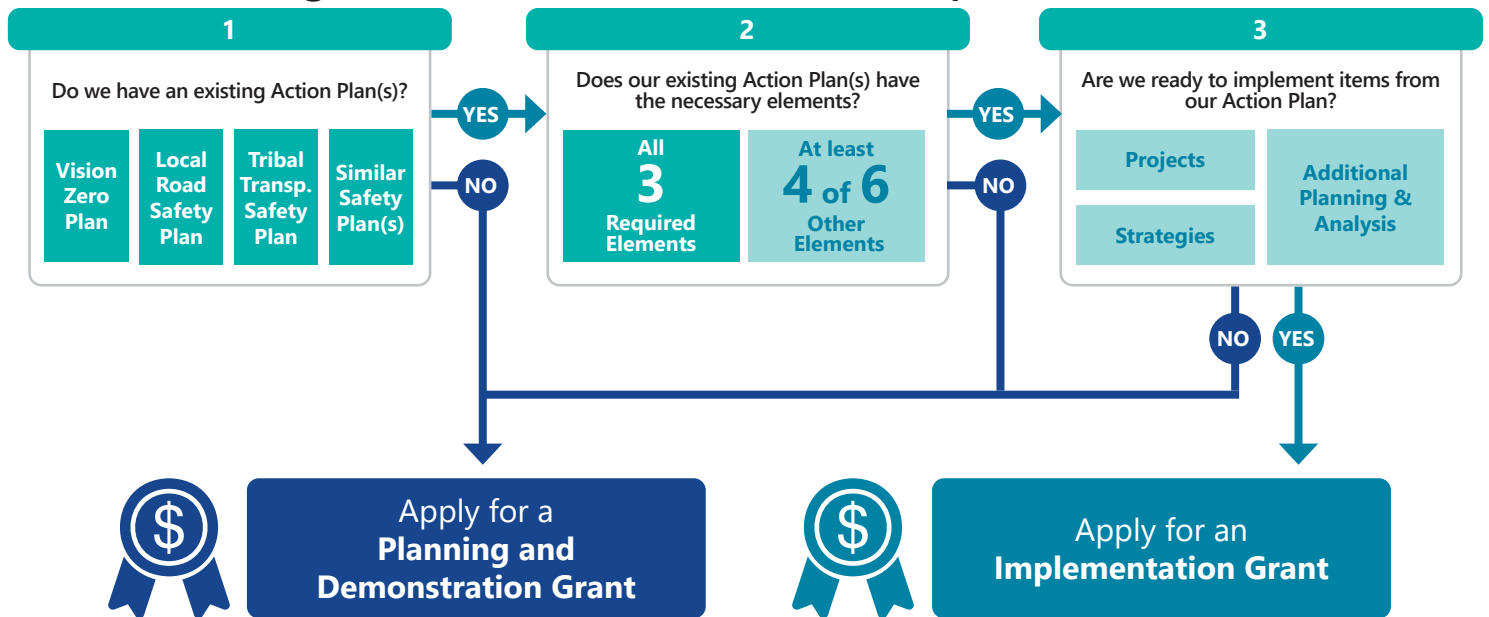 1
Do we have an existing Action Plan(s)?
Vision
Zero
Plan
Local
Road
Safety
Plan
Tribal
Transp.
Safety
Plan
Similar
Safety
Plan(s)
YES
NO
2
Does our existing Action Plan(s) have
the necessary elements?
All
3
Required
Elements
At least
4 of 6
Other
Elements
YES
NO
3
Are we ready to implement items from
our Action Plan?
Projects
Strategies
Additional
Planning &
Analysis
NO
YES
$
Apply for a
Planning and
Demonstration Grant
$
Apply for an
Implementation Grant